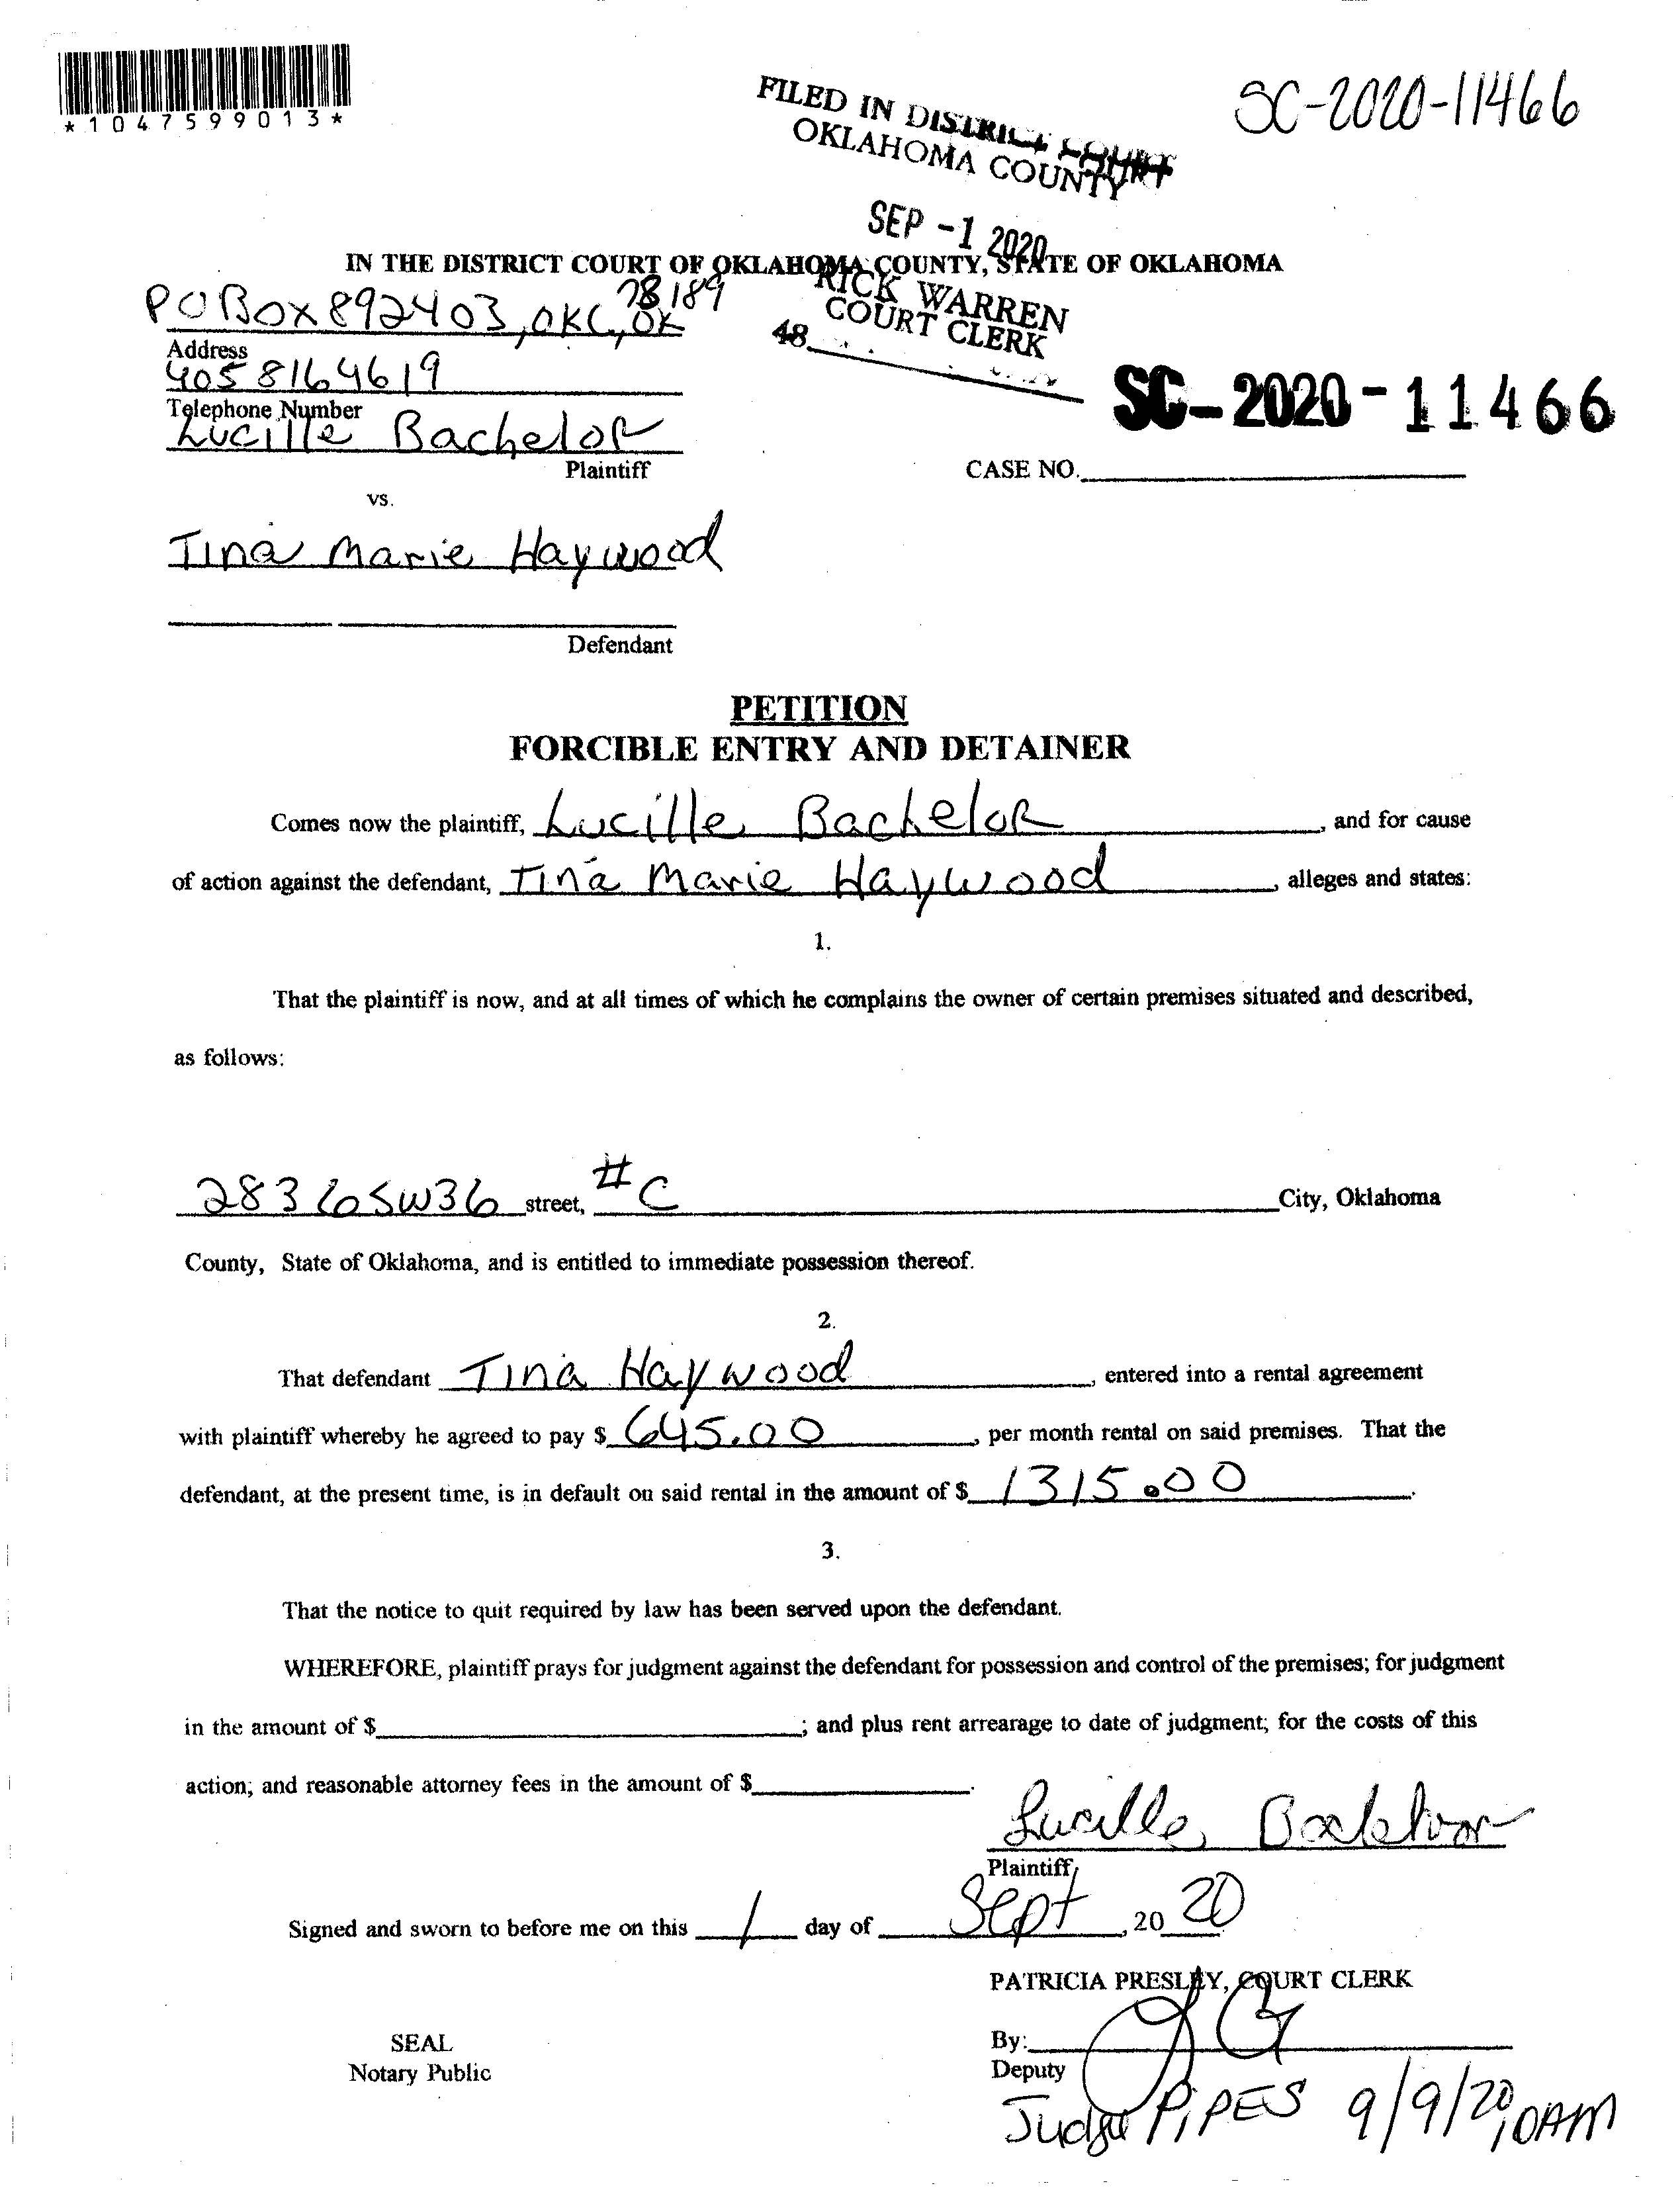 *1047599013*
SC-2020-11466
FILED IN DISTRICT COURT
OKLAHOMA COUNTY
SEP -1 2020
RICK WARREN
COURT CLERK
48
IN THE DISTRICT COURT OF OKLAHOMA COUNTY, STATE OF OKLAHOMA
PO Box 892403, OKC, OK 73189
Address
405 8164619
Telephone Number
Lucille Bachelor
Plaintiff
SC-2020-11466
CASE NO.
vs.
Tina Marie Haywood
Defendant
PETITION
FORCIBLE ENTRY AND DETAINER
Comes now the plaintiff, Lucille Bachelor, and for cause
of action against the defendant, Tina Marie Haywood, alleges and states:
1.
That the plaintiff is now, and at all times of which he complains the owner of certain premises situated and described,
as follows:
2836 SW36 street, #C City, Oklahoma
County, State of Oklahoma, and is entitled to immediate possession thereof.
2.
That defendant Tina Haywood, entered into a rental agreement
with plaintiff whereby he agreed to pay $ 645.00, per month rental on said premises. That the
defendant, at the present time, is in default on said rental in the amount of $ 1315.00.
3.
That the notice to quit required by law has been served upon the defendant.
WHEREFORE, plaintiff prays for judgment against the defendant for possession and control of the premises; for judgment
in the amount of $ ; and plus rent arrearage to date of judgment; for the costs of this
action; and reasonable attorney fees in the amount of $ .
Lucille Bachelor
Plaintiff
Signed and sworn to before me on this 1 day of Sept, 2020
PATRICIA PRESLEY, COURT CLERK
SEAL
Notary Public
By:
Deputy
Judge PIPES 9/9/20, 10AM